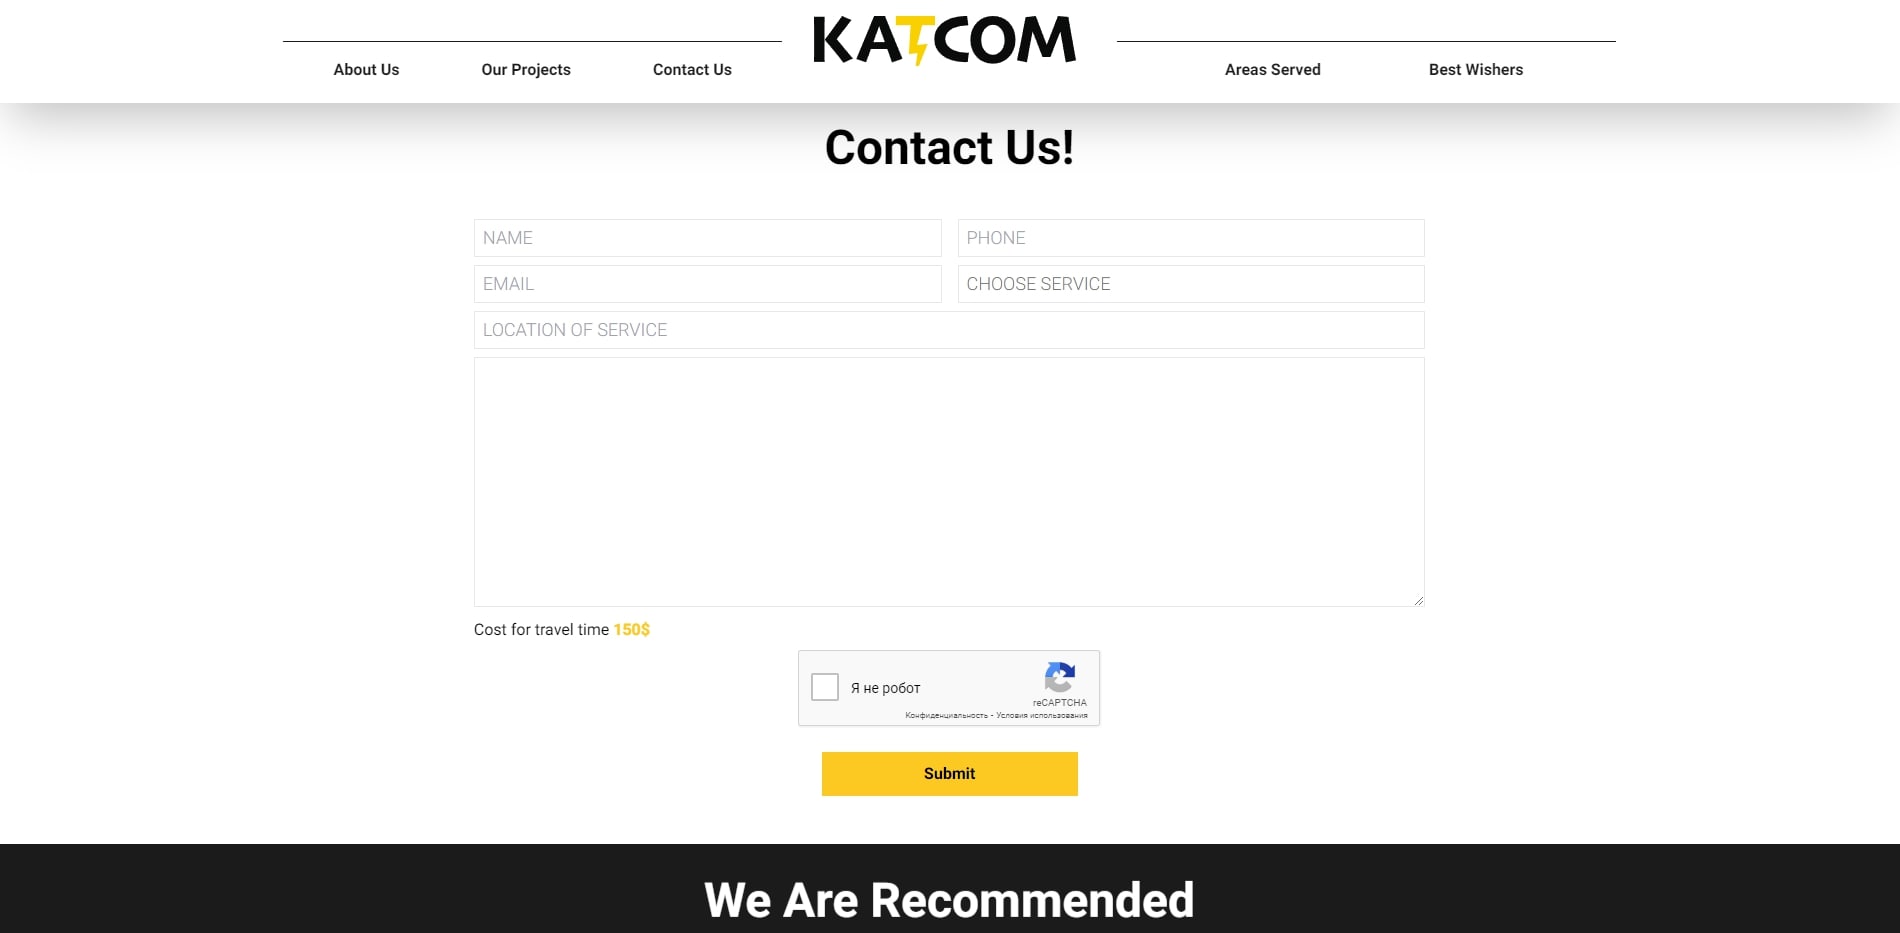 KATCOM
About Us
Our Projects
Contact Us
Areas Served
Best Wishers
Contact Us!
NAME
PHONE
EMAIL
CHOOSE SERVICE
LOCATION OF SERVICE
Cost for travel time 150$
Я не робот
reCAPTCHA
Конфиденциальность - Условия использования
Submit
We Are Recommended